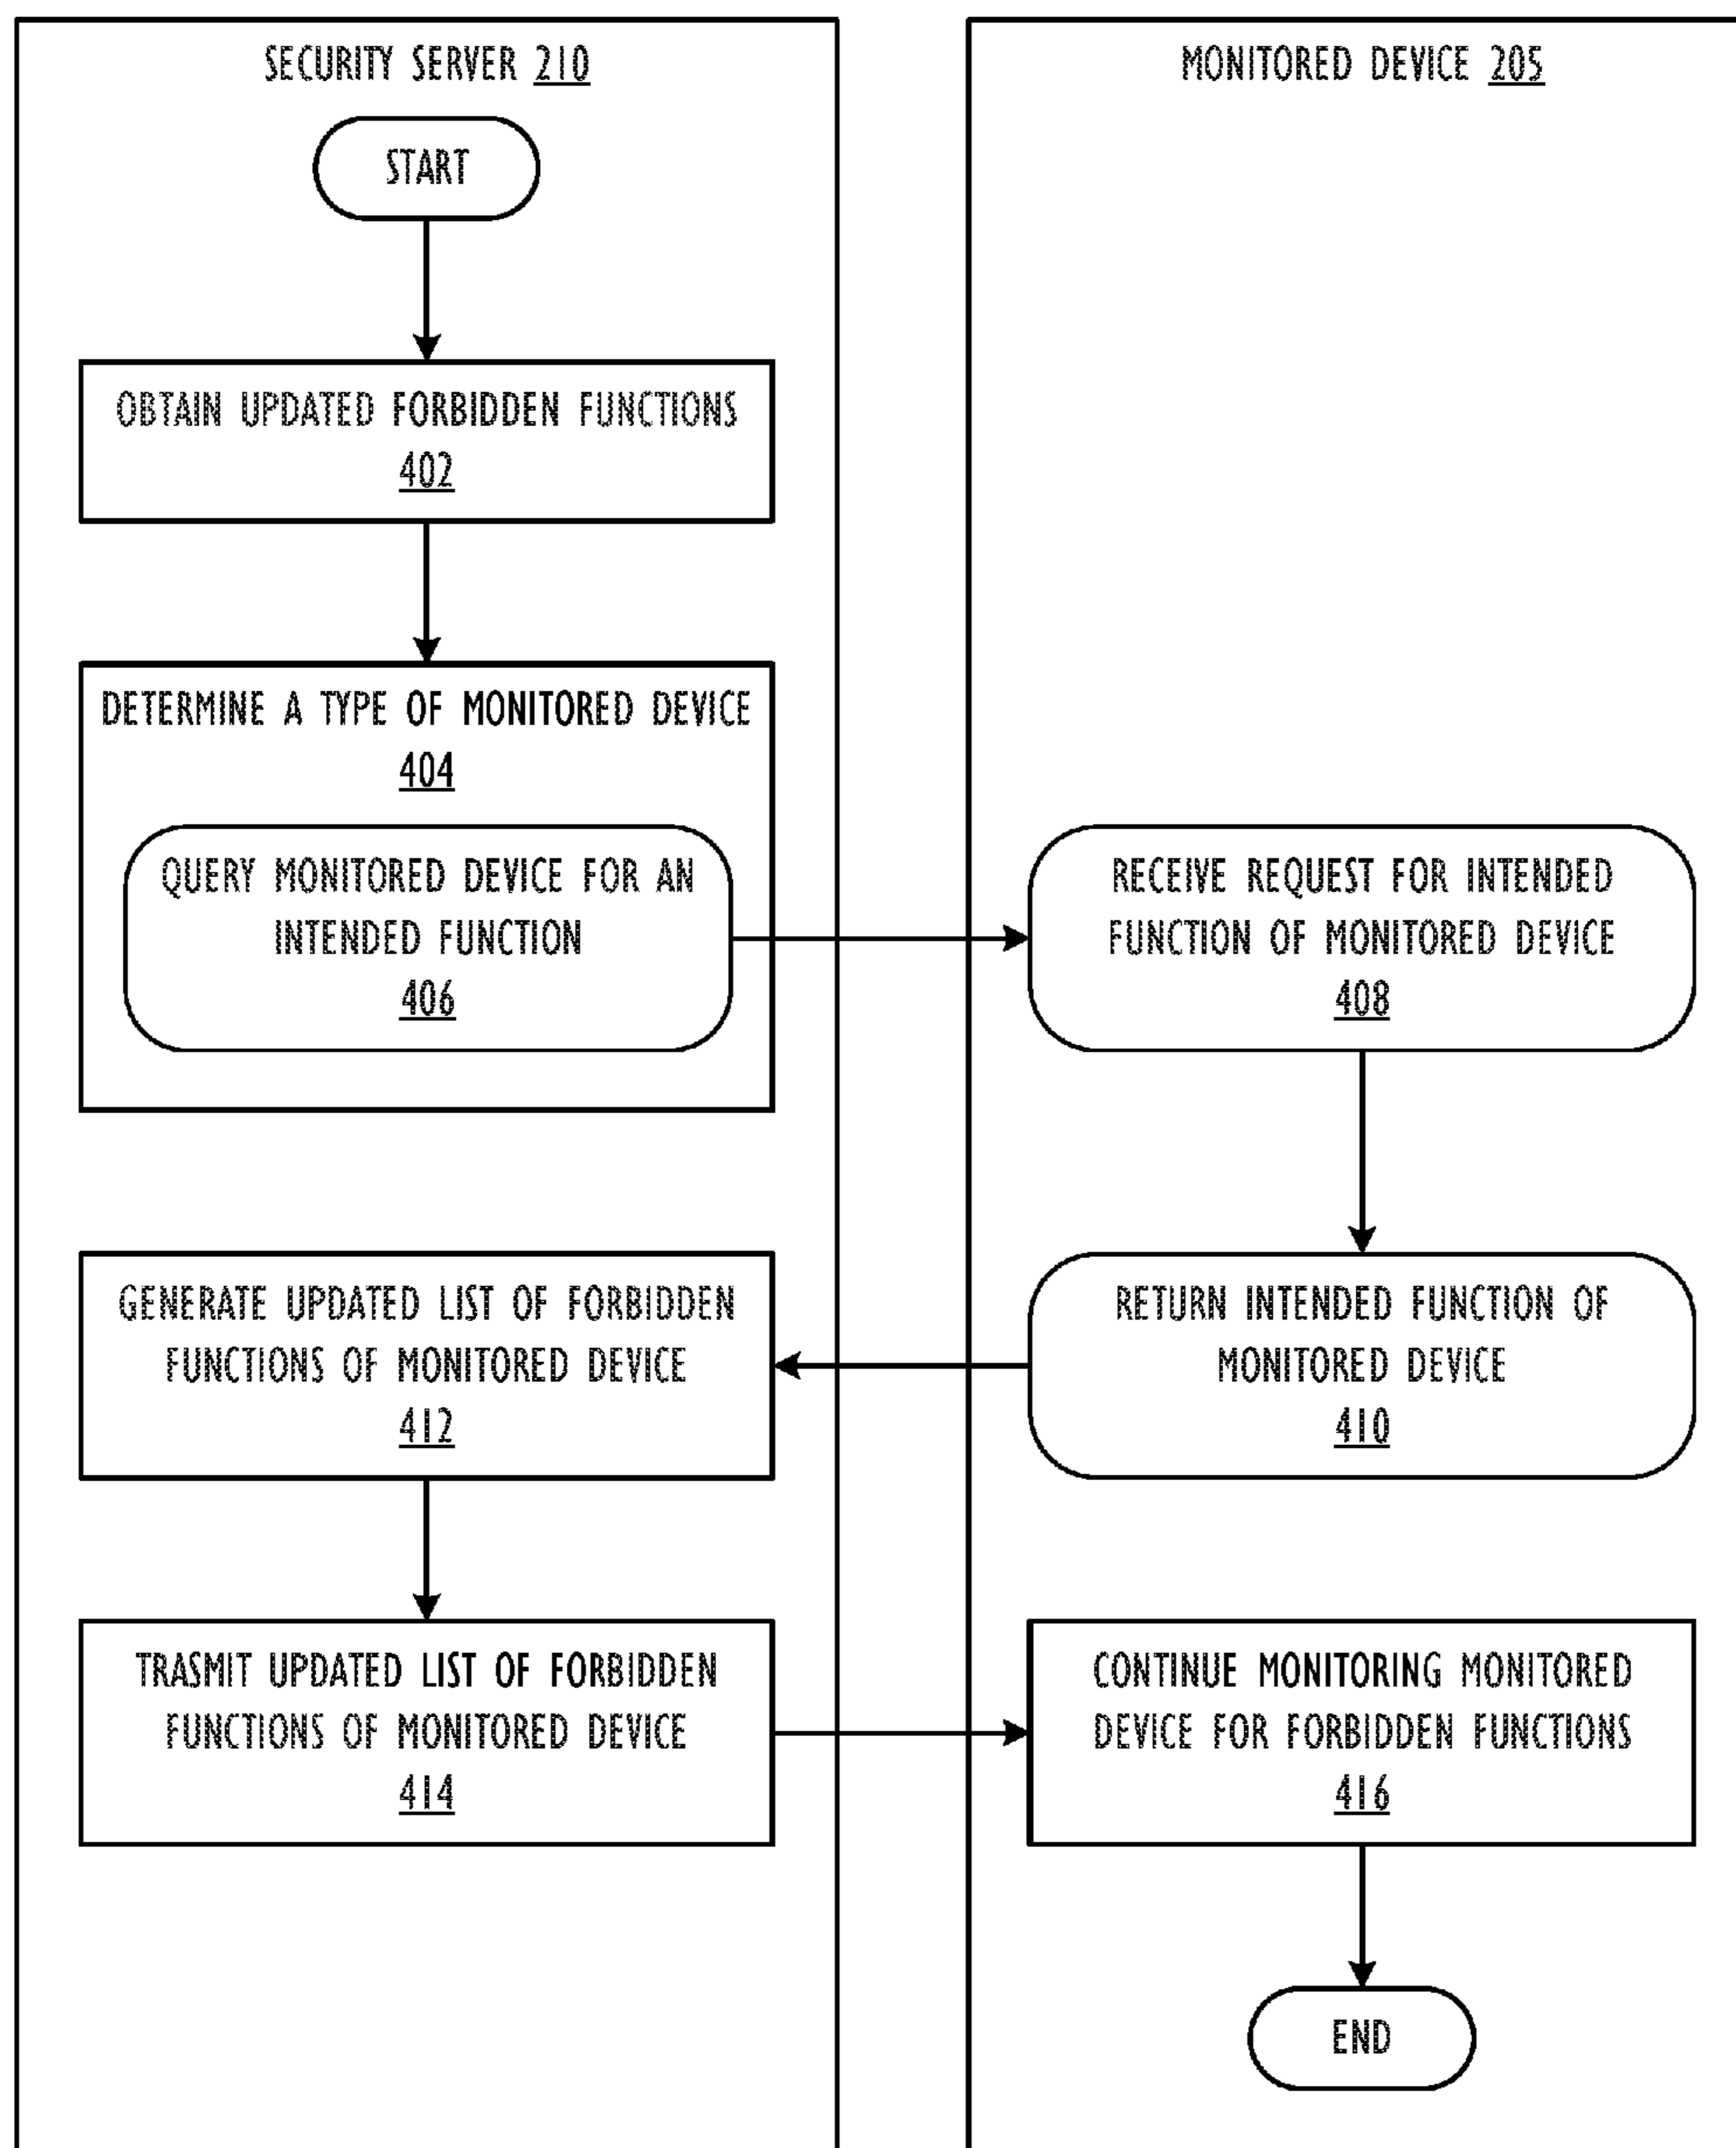 SECURITY SERVER 210
START
OBTAIN UPDATED FORBIDDEN FUNCTIONS
402
DETERMINE A TYPE OF MONITORED DEVICE
404
QUERY MONITORED DEVICE FOR AN
INTENDED FUNCTION
406
GENERATE UPDATED LIST OF FORBIDDEN
FUNCTIONS OF MONITORED DEVICE
412
TRASMIT UPDATED LIST OF FORBIDDEN
FUNCTIONS OF MONITORED DEVICE
414
MONITORED DEVICE 205
RECEIVE REQUEST FOR INTENDED
FUNCTION OF MONITORED DEVICE
408
RETURN INTENDED FUNCTION OF
MONITORED DEVICE
410
CONTINUE MONITORING MONITORED
DEVICE FOR FORBIDDEN FUNCTIONS
416
END